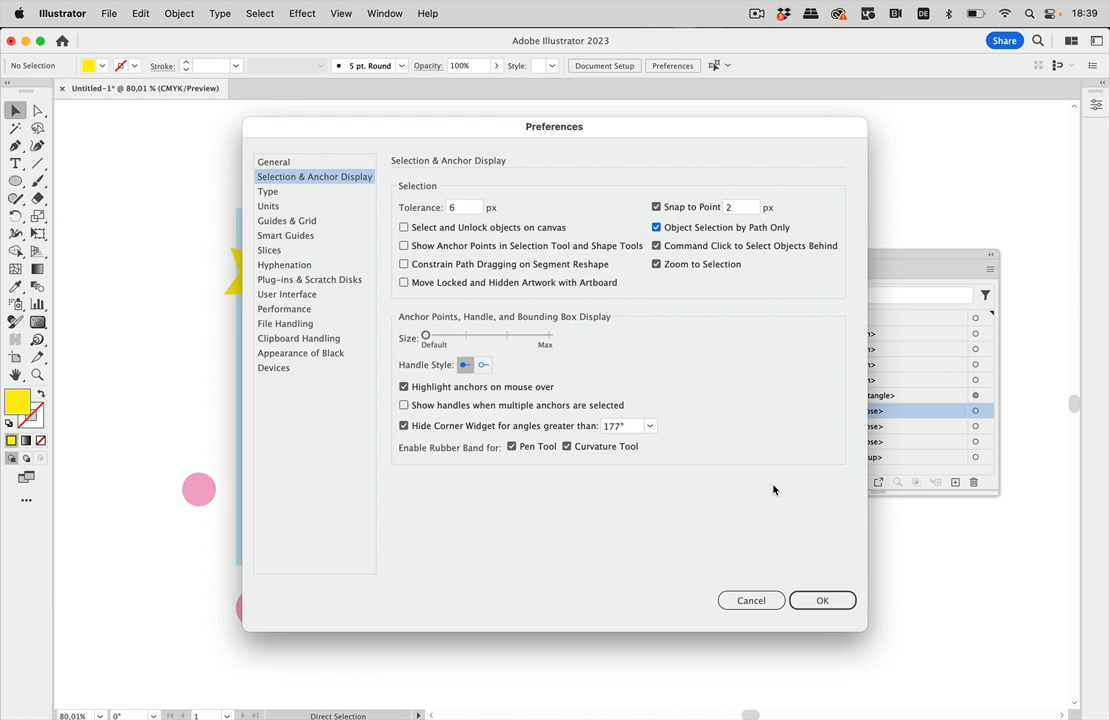 Illustrator File Edit Object Type Select Effect View Window Help 18:39
Adobe Illustrator 2023 Share
No Selection Stroke: 5 pt. Round Opacity: 100% Style: Document Setup Preferences
Untitled-1* @ 80,01 % (CMYK/Preview)
Preferences
General
Selection & Anchor Display
Type
Units
Guides & Grid
Smart Guides
Slices
Hyphenation
Plug-ins & Scratch Disks
User Interface
Performance
File Handling
Clipboard Handling
Appearance of Black
Devices
Selection & Anchor Display
Selection
Tolerance: 6 px Snap to Point 2 px
Select and Unlock objects on canvas Object Selection by Path Only
Show Anchor Points in Selection Tool and Shape Tools Command Click to Select Objects Behind
Constrain Path Dragging on Segment Reshape Zoom to Selection
Move Locked and Hidden Artwork with Artboard
Anchor Points, Handle, and Bounding Box Display
Size:
Default Max
Handle Style:
Highlight anchors on mouse over
Show handles when multiple anchors are selected
Hide Corner Widget for angles greater than: 177°
Enable Rubber Band for: Pen Tool Curvature Tool
Cancel OK
tangle>
ose>
ose>
ose>
up>
80,01% 0° 1 Direct Selection